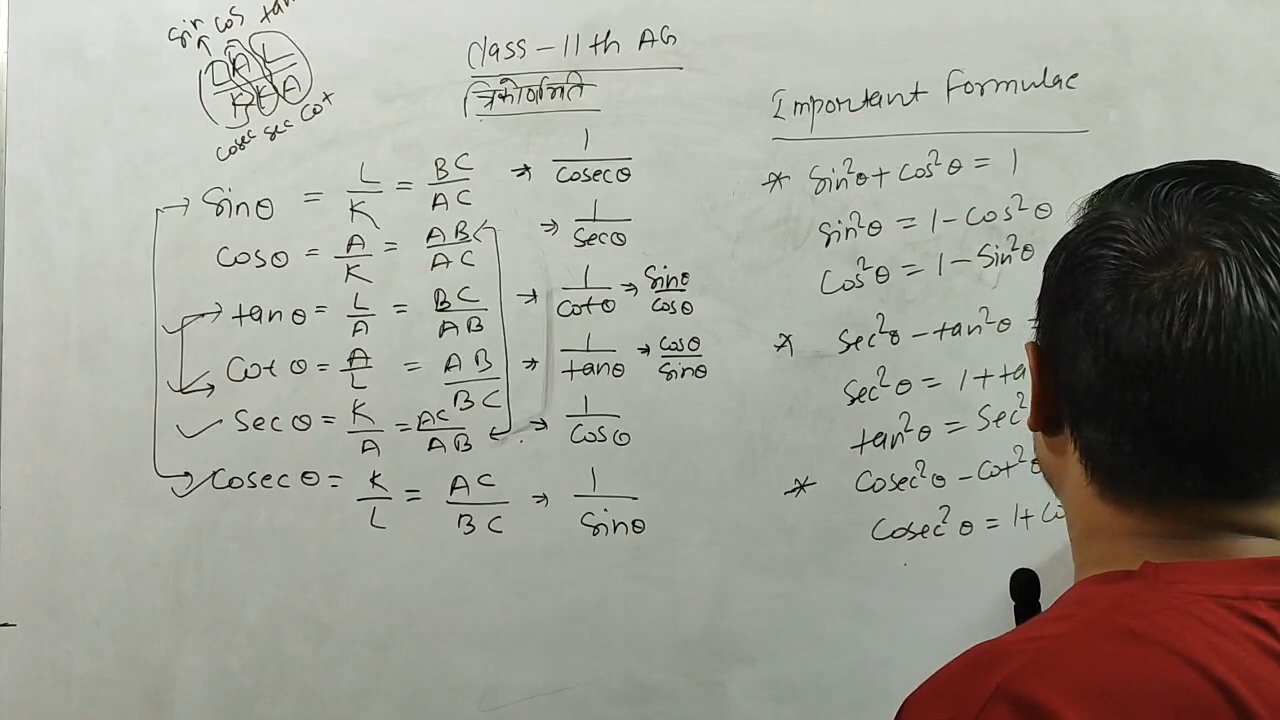 sin cos tan
L A L
K K A
cosec sec cot
Class-11th AG
त्रिकोणमिति
Sinθ = L/K = BC/AC → 1/cosecθ
cosθ = A/K = AB/AC → 1/secθ
tanθ = L/A = BC/AB → 1/cotθ → sinθ/cosθ
Cotθ = A/L = AB/BC → 1/tanθ → cosθ/sinθ
Secθ = K/A = AC/AB → 1/cosθ
Cosecθ = K/L = AC/BC → 1/sinθ
Important Formulae
* Sin²θ + cos²θ = 1
sin²θ = 1 - cos²θ
Cos²θ = 1 - Sin²θ
* Sec²θ - tan²θ
Sec²θ = 1 + ta
tan²θ = Sec²
* Cosec²θ - Cot²θ
Cosec²θ = 1 + Co